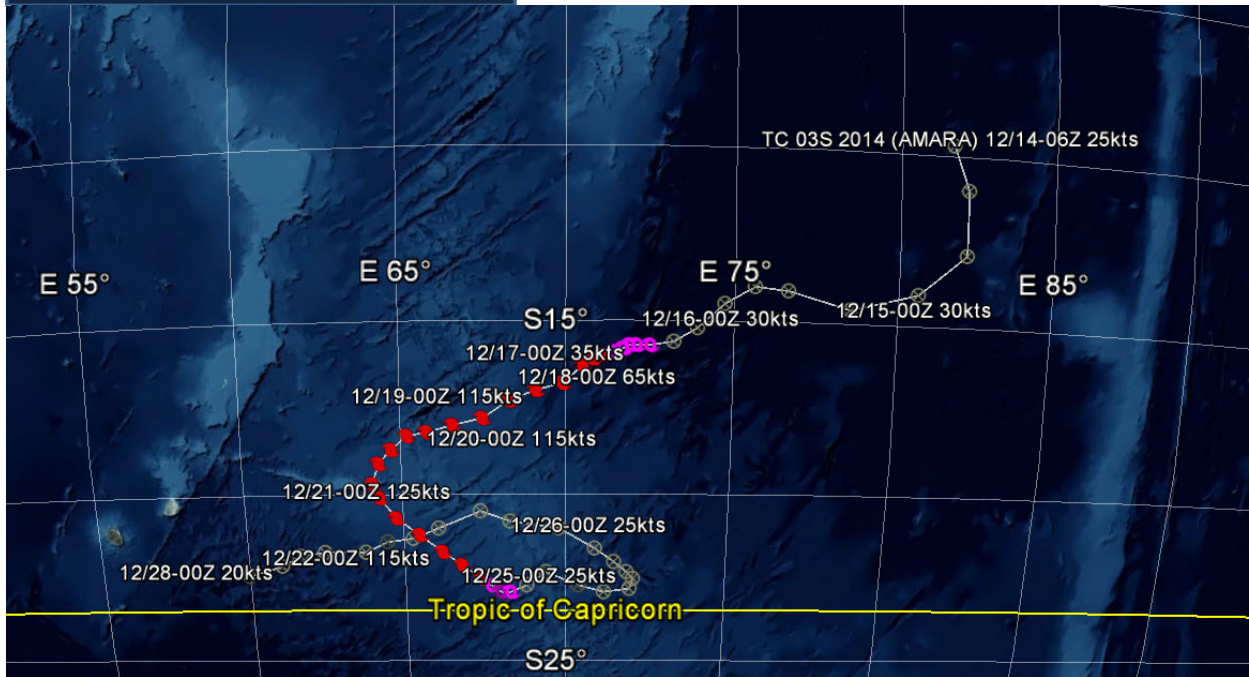 TC 03S 2014 (AMARA) 12/14-06Z 25kts
E 55°
E 65°
E 75°
E 85°
S15°
12/16-00Z 30kts
12/15-00Z 30kts
12/17-00Z 35kts
12/18-00Z 65kts
12/19-00Z 115kts
12/20-00Z 115kts
12/21-00Z 125kts
12/26-00Z 25kts
12/22-00Z 115kts
12/28-00Z 20kts
12/25-00Z 25kts
Tropic of Capricorn
S25°